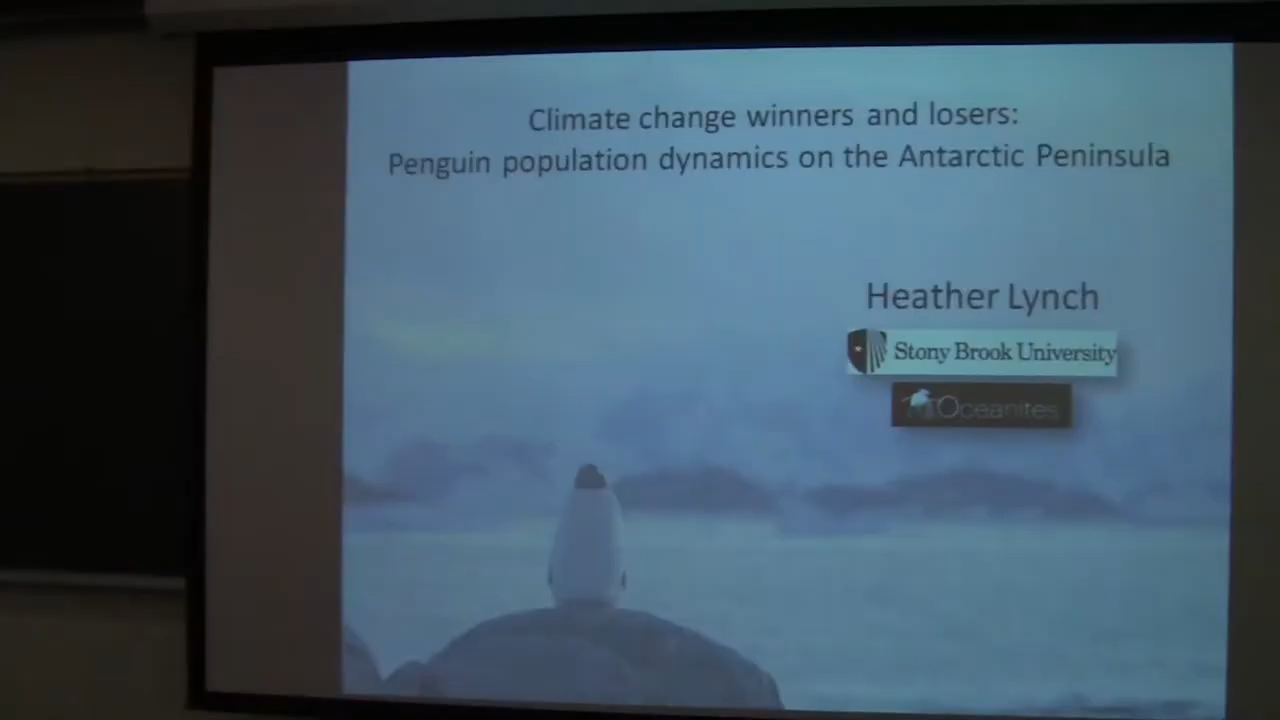 Climate change winners and losers:
Penguin population dynamics on the Antarctic Peninsula
Heather Lynch
Stony Brook University
Oceanites